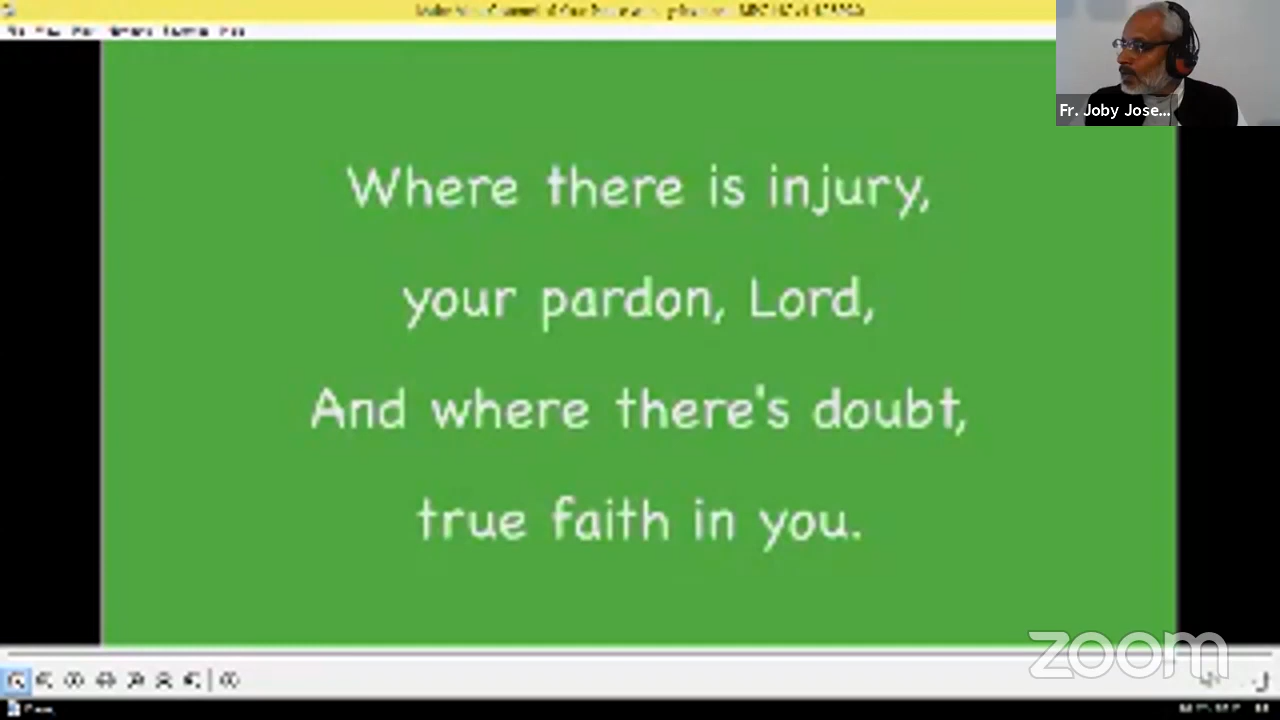 Fr. Joby Jose...
Where there is injury,
your pardon, Lord,
And where there's doubt,
true faith in you.
zoom